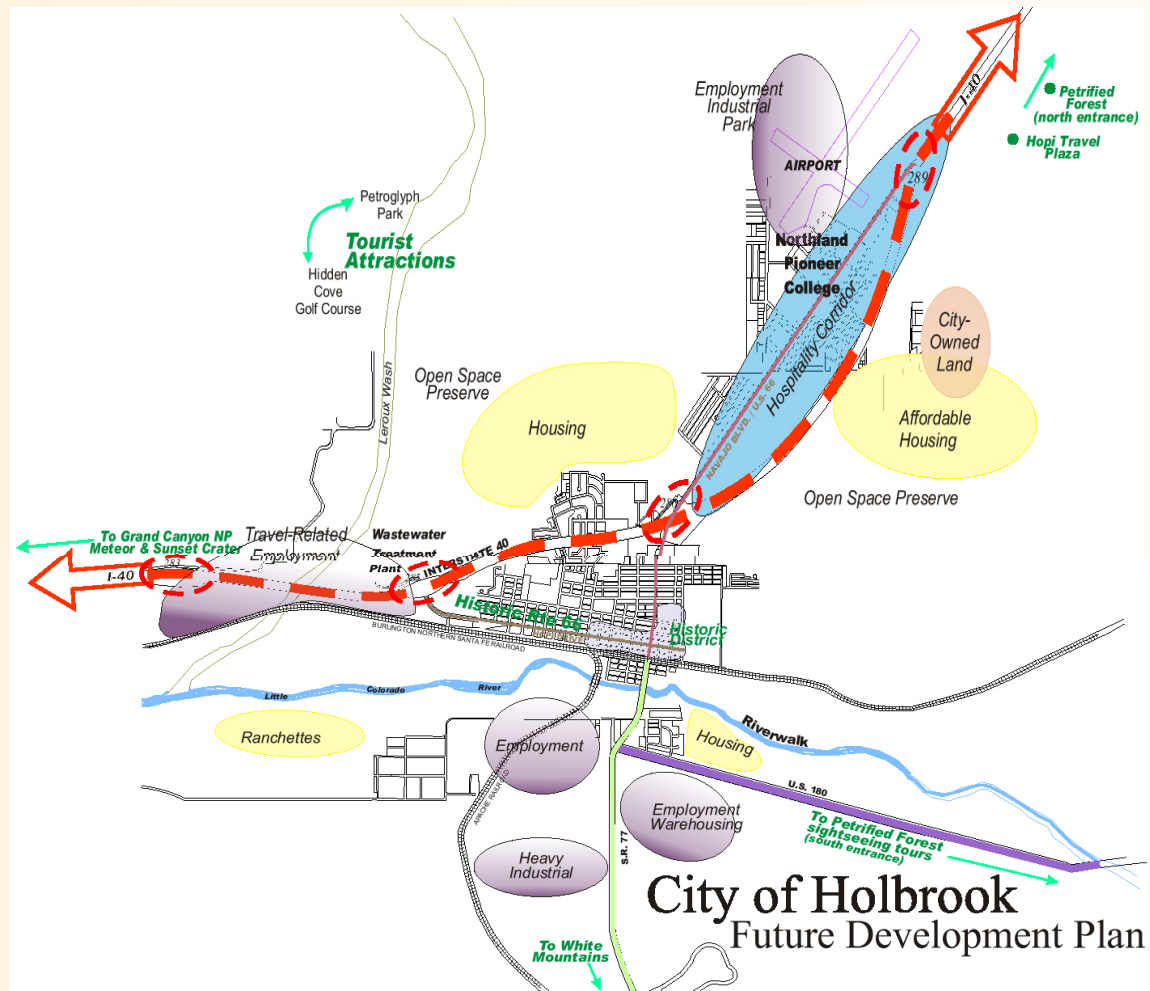 I-40
Petrified
Forest
(north entrance)
Hopi Travel
Plaza
Employment
Industrial
Park
AIRPORT
289
Petroglyph
Park
Tourist
Attractions
Hidden
Cove
Golf Course
Northland
Pioneer
College
Hospitality Corridor
NAVAJO BLVD. / U.S. 66
City-
Owned
Land
Leroux Wash
Open Space
Preserve
Housing
Affordable
Housing
Open Space Preserve
To Grand Canyon NP
Meteor & Sunset Crater
Travel-Related
Employment
Wastewater
Treatment
Plant
I-40
INTERSTATE 40
Historic Rte 66
Historic
District
BURLINGTON NORTHERN SANTA FE RAILROAD
Little
Colorado
River
Ranchettes
Employment
Housing
Riverwalk
U.S. 180
APACHE RAILROAD
Employment
Warehousing
To Petrified Forest
sightseeing tours
(south entrance)
S.R. 77
Heavy
Industrial
City of Holbrook
Future Development Plan
To White
Mountains